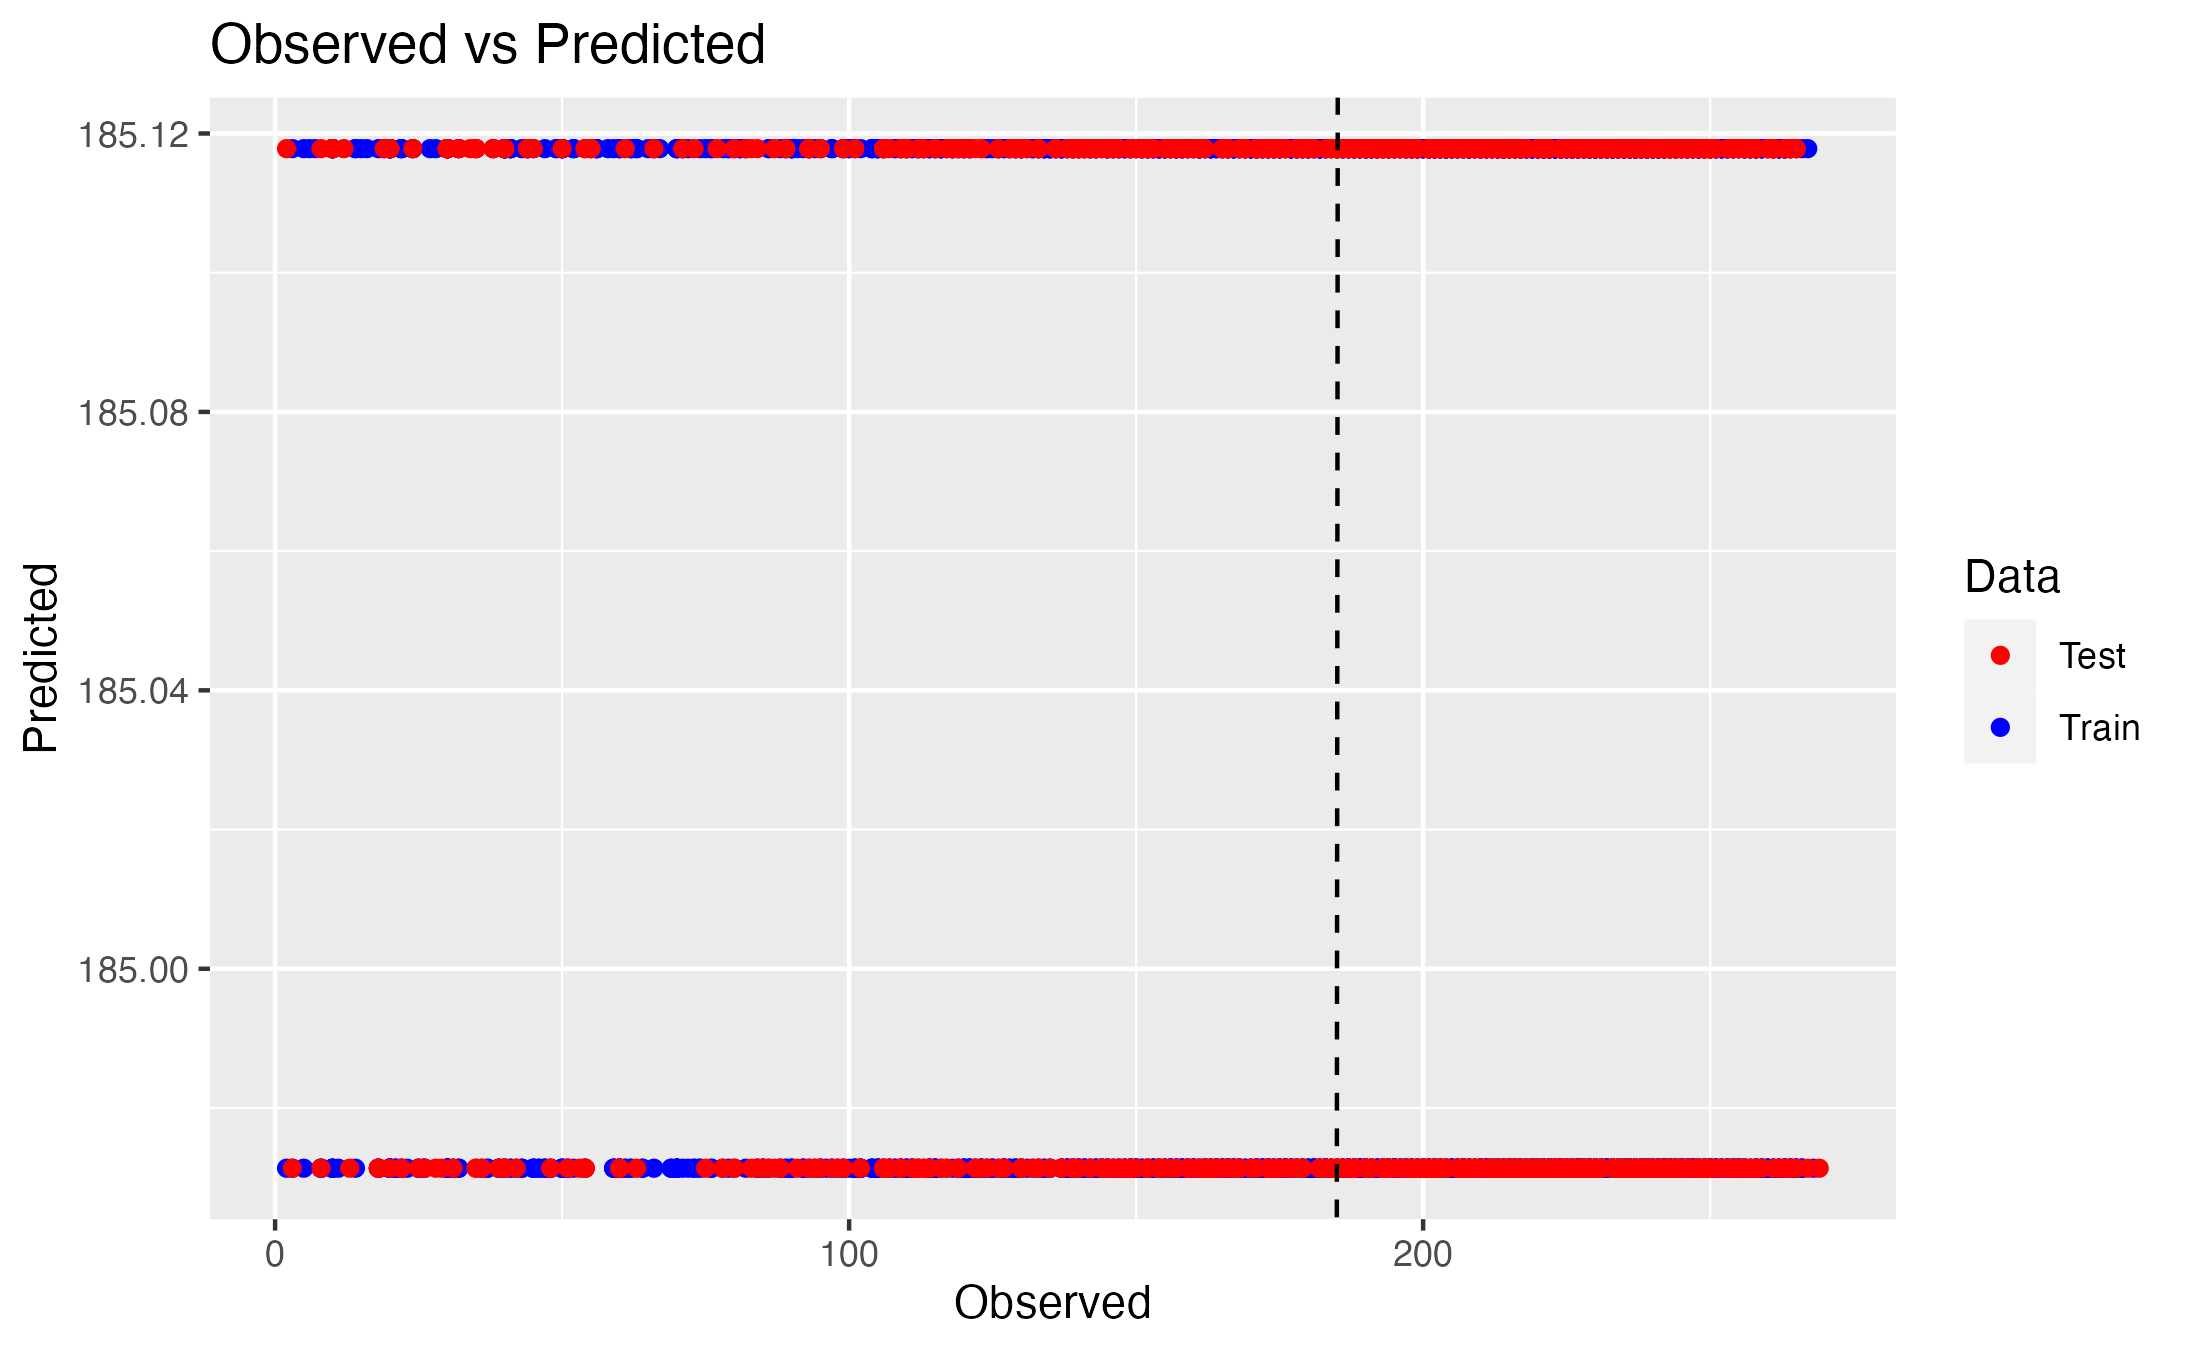 Observed vs Predicted
185.12
185.08
185.04
185.00
Predicted
0 100 200
Observed
Data
Test
Train